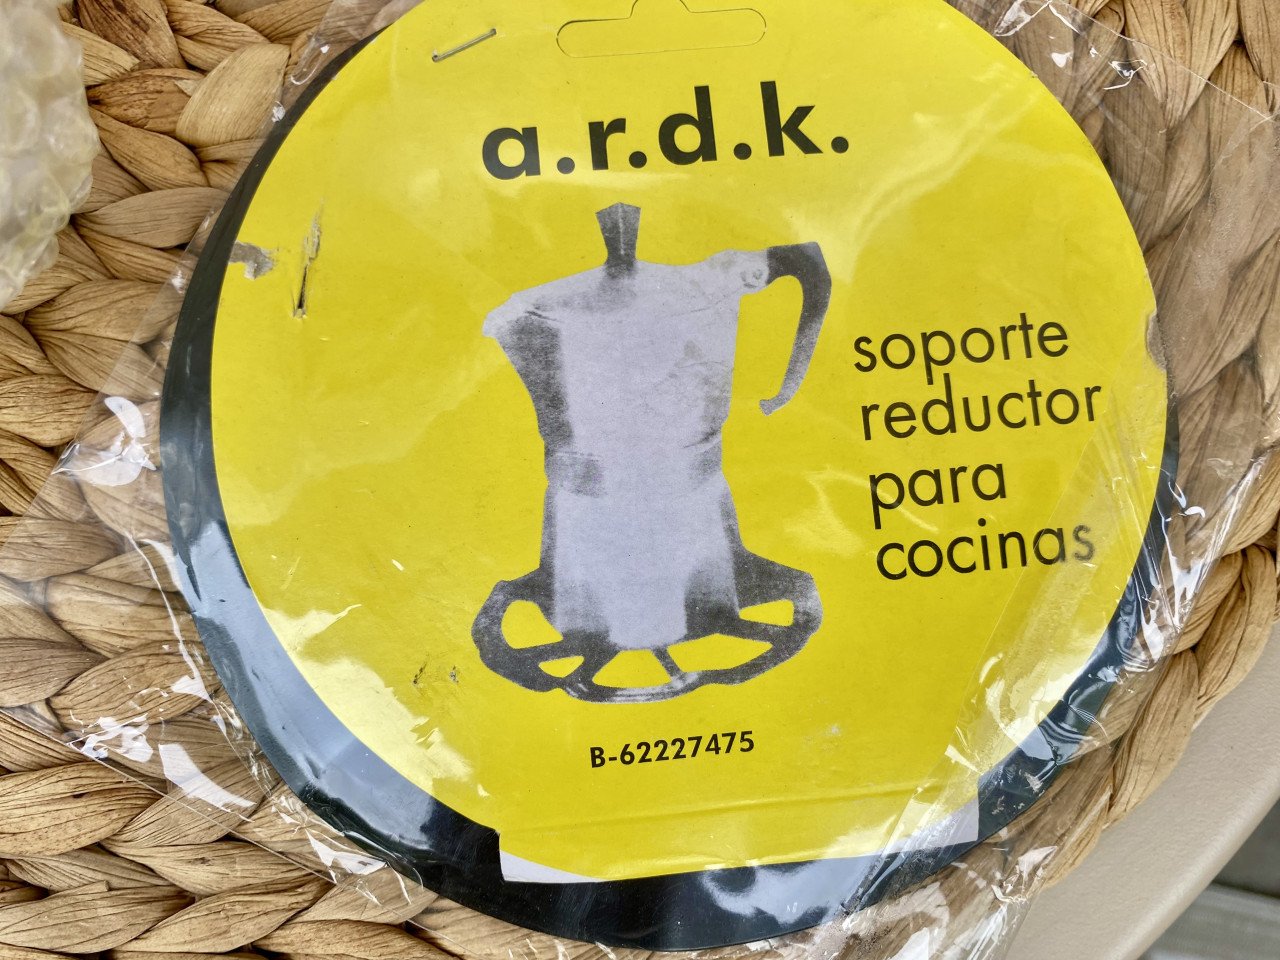 a.r.d.k.
soporte
reductor
para
cocinas
B-62227475